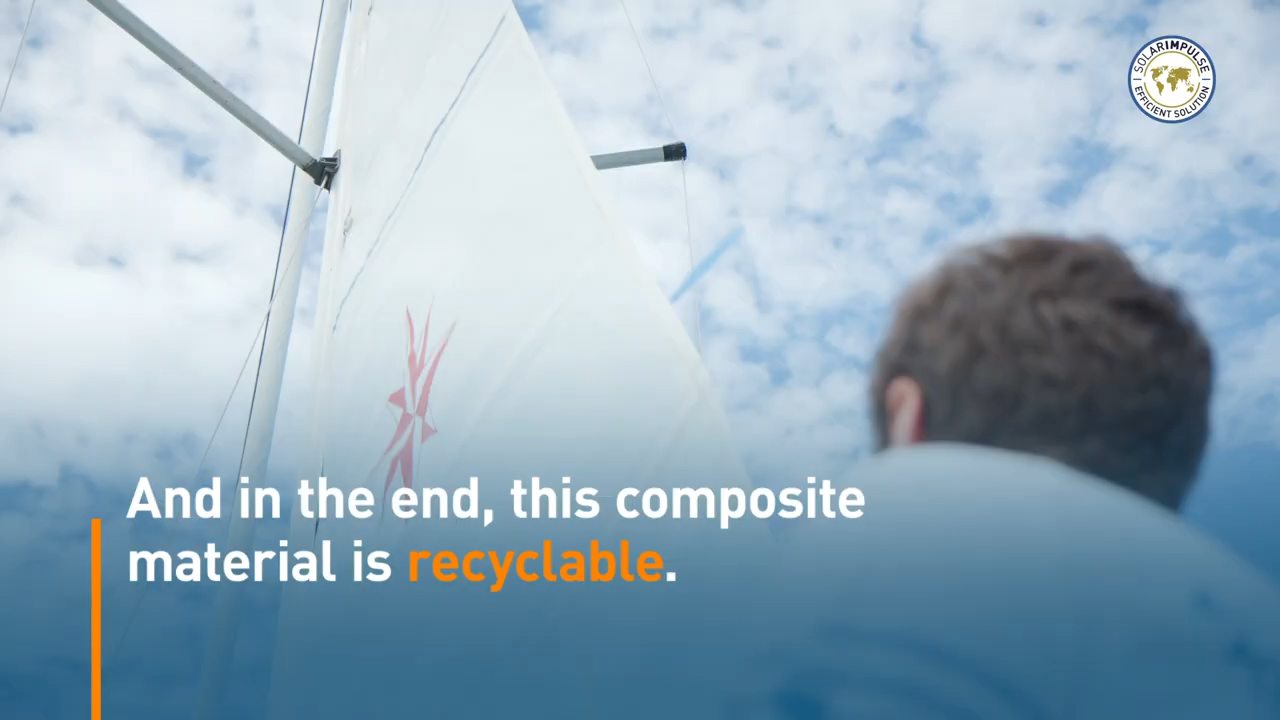 SOLARIMPULSE
EFFICIENT SOLUTION
And in the end, this composite
material is recyclable.